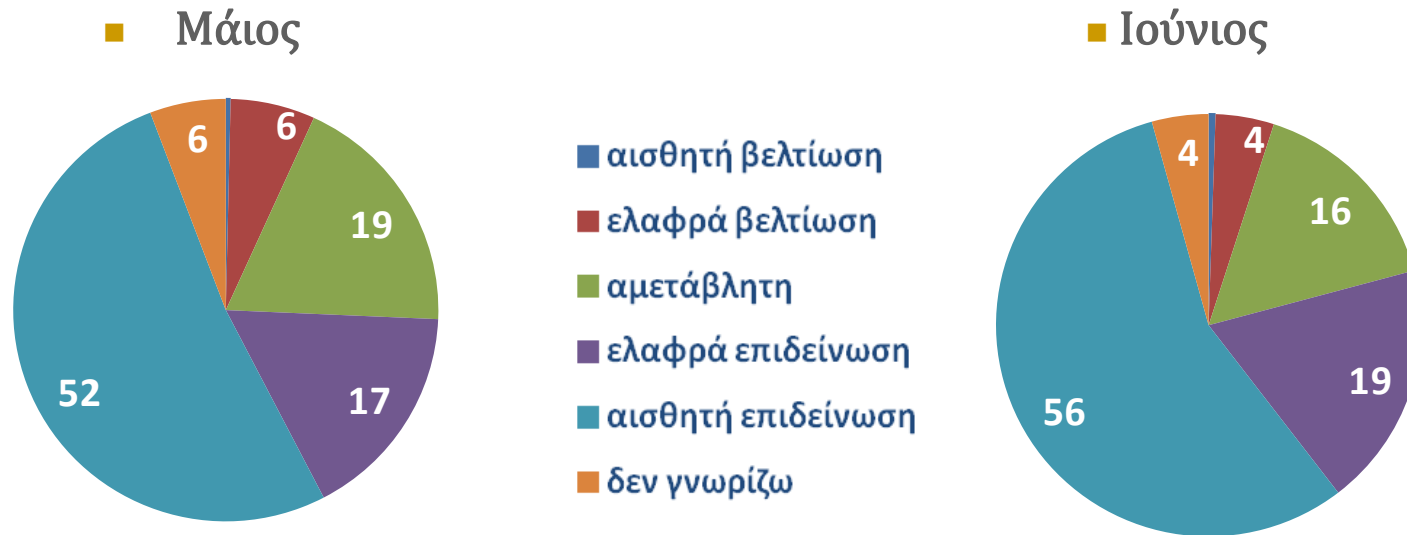 Μάιος
6
6
19
17
52
αισθητή βελτίωση
ελαφρά βελτίωση
αμετάβλητη
ελαφρά επιδείνωση
αισθητή επιδείνωση
δεν γνωρίζω
Ιούνιος
4
4
16
19
56